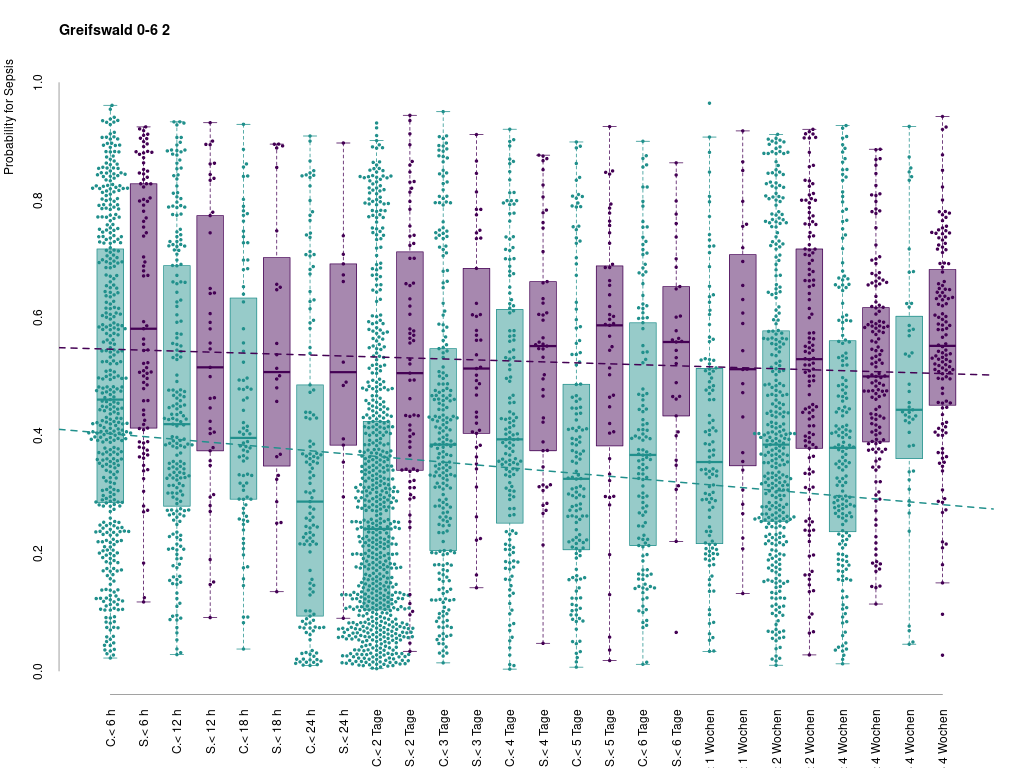 Greifswald 0-6 2
Probability for Sepsis
1.0
0.8
0.6
0.4
0.2
0.0
C.< 6 h
S.< 6 h
C.< 12 h
S.< 12 h
C.< 18 h
S.< 18 h
C.< 24 h
S.< 24 h
C.< 2 Tage
S.< 2 Tage
C.< 3 Tage
S.< 3 Tage
C.< 4 Tage
S.< 4 Tage
C.< 5 Tage
S.< 5 Tage
C.< 6 Tage
S.< 6 Tage
1 Wochen
1 Wochen
2 Wochen
2 Wochen
4 Wochen
4 Wochen
4 Wochen
4 Wochen